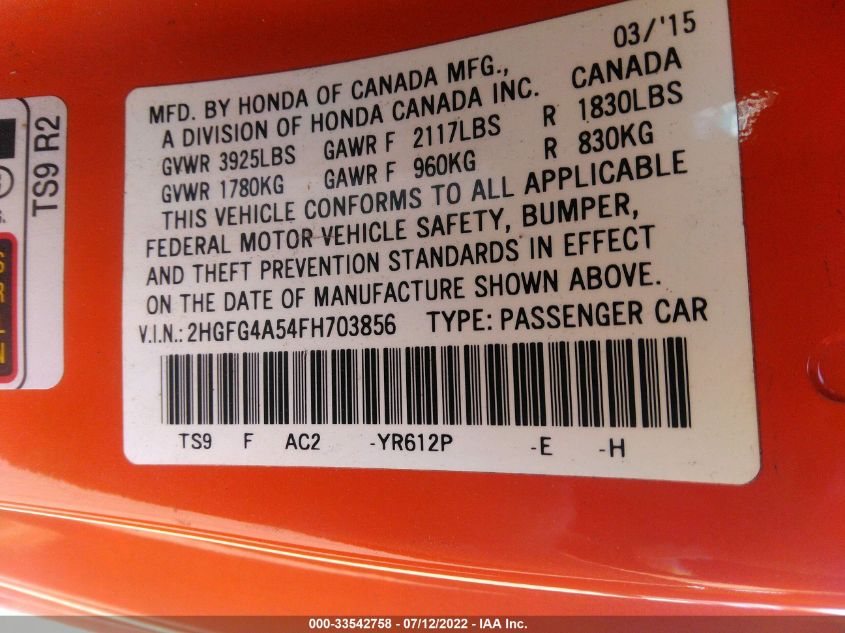 03/'15
MFD. BY HONDA OF CANADA MFG.,
A DIVISION OF HONDA CANADA INC. CANADA
GVWR 3925LBS GAWR F 2117LBS R 1830LBS
GVWR 1780KG GAWR F 960KG R 830KG
THIS VEHICLE CONFORMS TO ALL APPLICABLE
FEDERAL MOTOR VEHICLE SAFETY, BUMPER,
AND THEFT PREVENTION STANDARDS IN EFFECT
ON THE DATE OF MANUFACTURE SHOWN ABOVE.
V.I.N.: 2HGFG4A54FH703856 TYPE: PASSENGER CAR
TS9 F AC2 -YR612P -E -H
TS9 R2
000-33542758 - 07/12/2022 - IAA Inc.